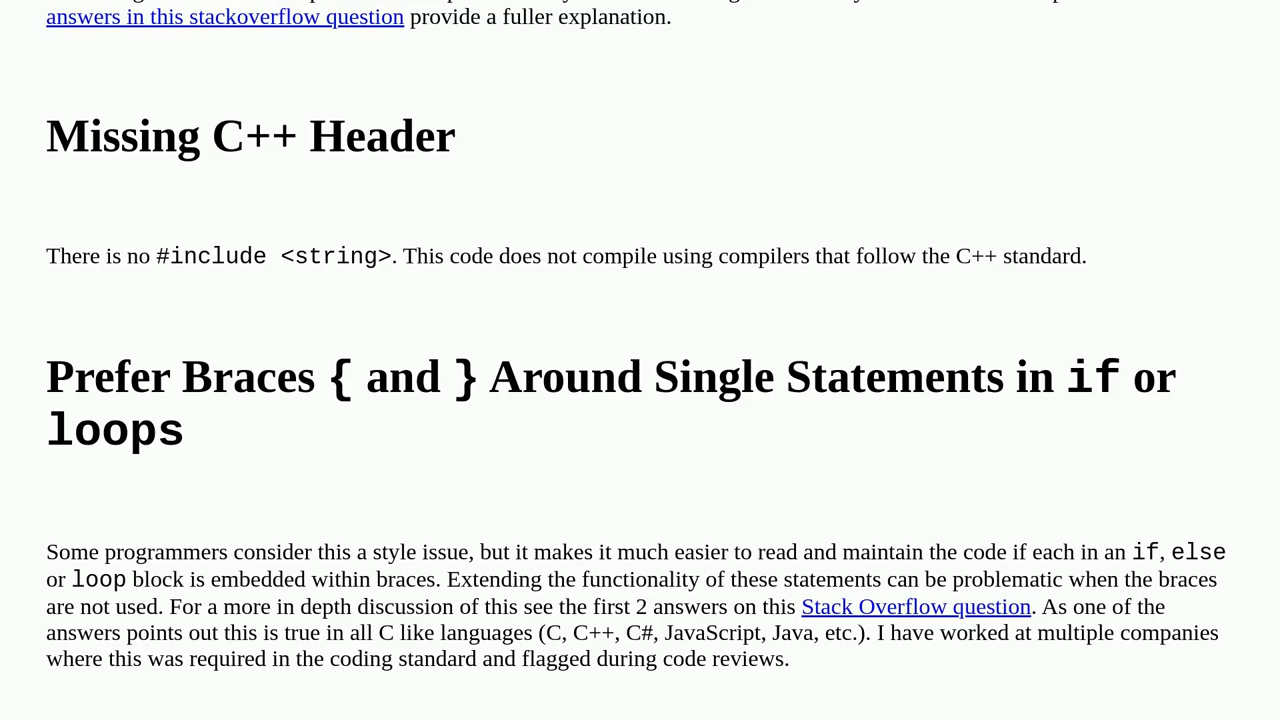 answers in this stackoverflow question provide a fuller explanation.
Missing C++ Header
There is no #include <string>. This code does not compile using compilers that follow the C++ standard.
Prefer Braces { and } Around Single Statements in if or
loops
Some programmers consider this a style issue, but it makes it much easier to read and maintain the code if each in an if, else
or loop block is embedded within braces. Extending the functionality of these statements can be problematic when the braces
are not used. For a more in depth discussion of this see the first 2 answers on this Stack Overflow question. As one of the
answers points out this is true in all C like languages (C, C++, C#, JavaScript, Java, etc.). I have worked at multiple companies
where this was required in the coding standard and flagged during code reviews.